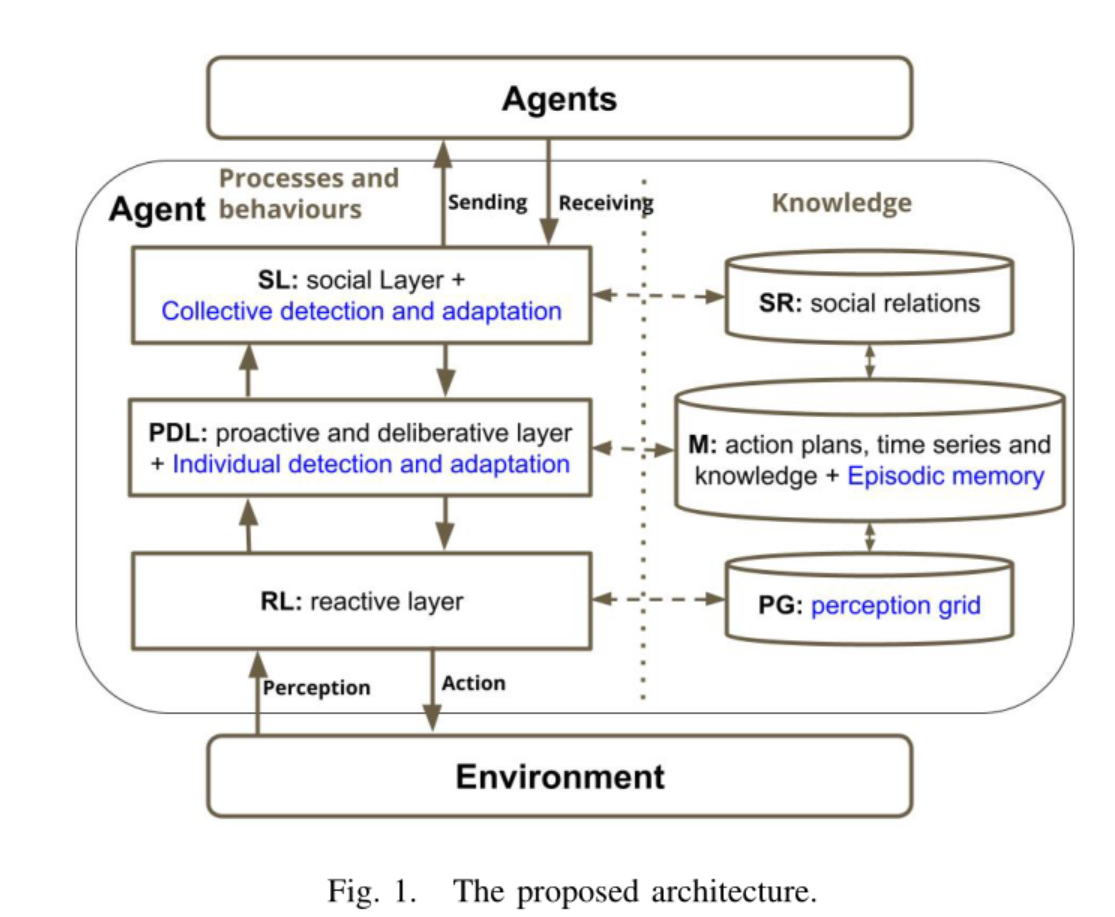 Agents
Processes and
behaviours
Agent
Sending
Receiving
Knowledge
SL: social Layer +
Collective detection and adaptation
SR: social relations
PDL: proactive and deliberative layer
+ Individual detection and adaptation
M: action plans, time series and
knowledge + Episodic memory
RL: reactive layer
PG: perception grid
Perception
Action
Environment
Fig. 1. The proposed architecture.